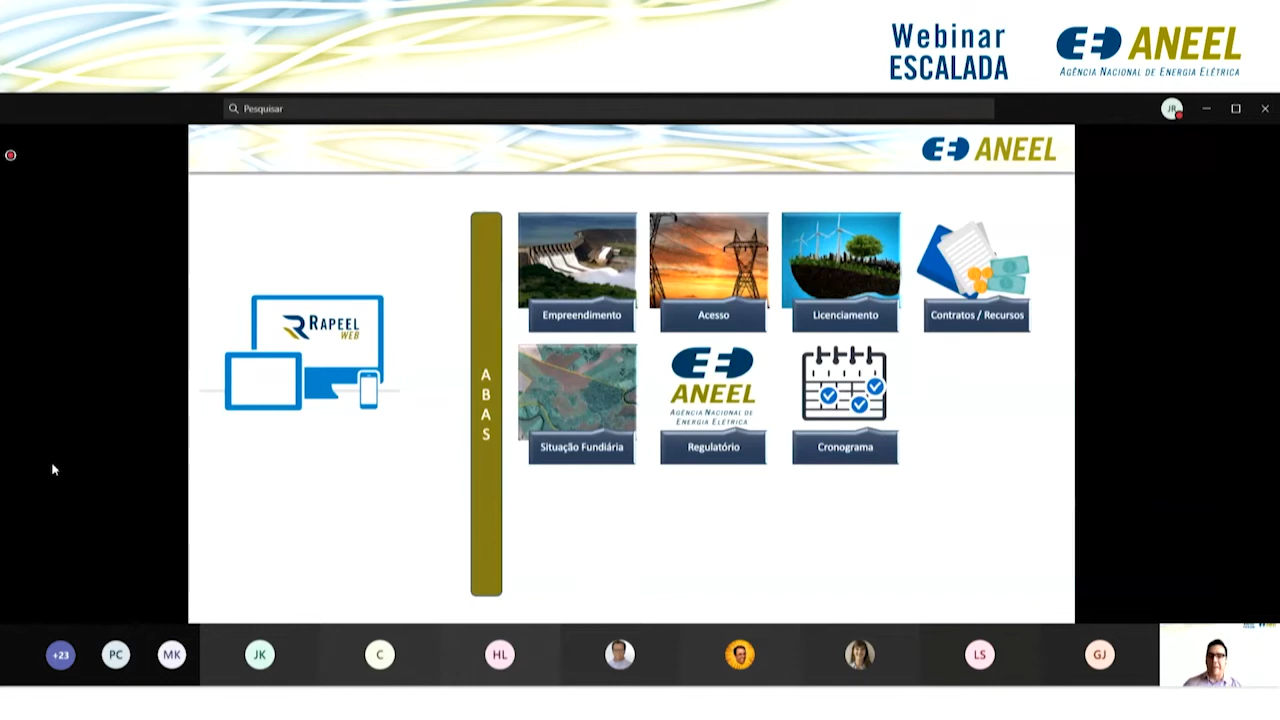 Webinar
ESCALADA
ANEEL
AGÊNCIA NACIONAL DE ENERGIA ELÉTRICA
Pesquisar
JR
ANEEL
RAPEEL
WEB
A
B
A
S
Empreendimento
Acesso
Licenciamento
Contratos / Recursos
ANEEL
AGÊNCIA NACIONAL DE
ENERGIA ELÉTRICA
Situação Fundiária
Regulatório
Cronograma
+23
PC
MK
JK
C
HL
LS
GJ